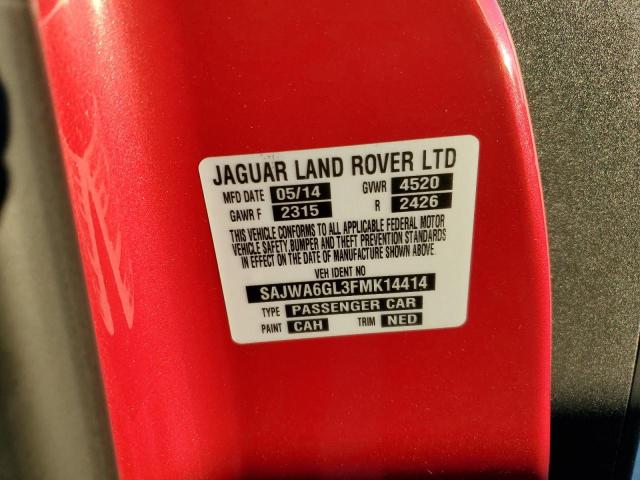 JAGUAR LAND ROVER LTD
MFD DATE 05/14 GVWR 4520
GAWR F 2315 R 2426
THIS VEHICLE CONFORMS TO ALL APPLICABLE FEDERAL MOTOR
VEHICLE SAFETY,BUMPER AND THEFT PREVENTION STANDARDS
IN EFFECT ON THE DATE OF MANUFACTURE SHOWN ABOVE.
VEH IDENT NO
SAJWA6GL3FMK14414
TYPE PASSENGER CAR
PAINT CAH TRIM NED